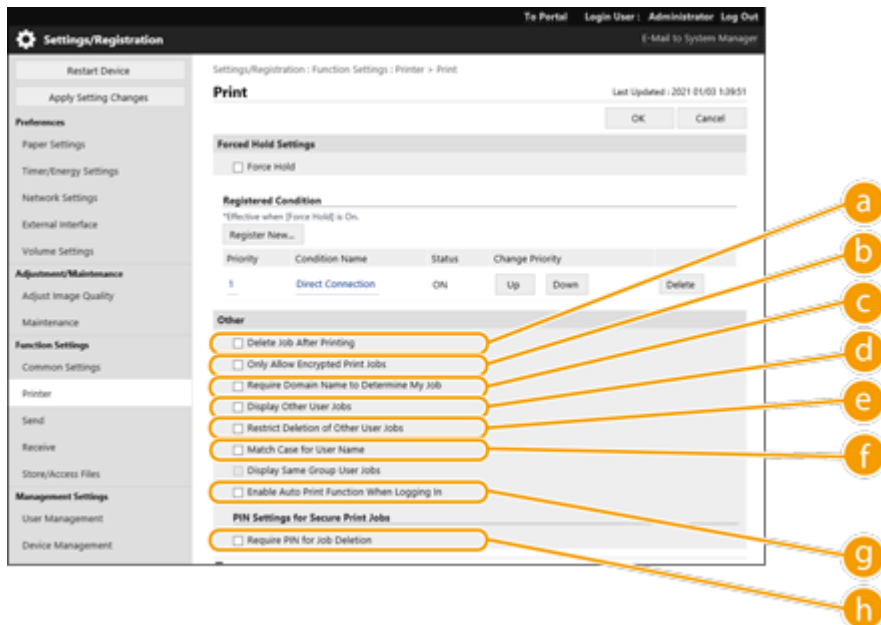 To Portal Login User : Administrator Log Out
Settings/Registration
E-Mail to System Manager
Restart Device
Apply Setting Changes
Preferences
Paper Settings
Timer/Energy Settings
Network Settings
External Interface
Volume Settings
Adjustment/Maintenance
Adjust Image Quality
Maintenance
Function Settings
Common Settings
Printer
Send
Receive
Store/Access Files
Management Settings
User Management
Device Management
Settings/Registration : Function Settings : Printer > Print
Print
Last Updated : 2021 01/03 1:39:51
OK Cancel
Forced Hold Settings
Force Hold
Registered Condition
*Effective when [Force Hold] is On.
Register New...
Priority Condition Name Status Change Priority
1 Direct Connection ON Up Down Delete
Other
Delete Job After Printing
Only Allow Encrypted Print Jobs
Require Domain Name to Determine My Job
Display Other User Jobs
Restrict Deletion of Other User Jobs
Match Case for User Name
Display Same Group User Jobs
Enable Auto Print Function When Logging In
PIN Settings for Secure Print Jobs
Require PIN for Job Deletion
a
b
c
d
e
f
g
h